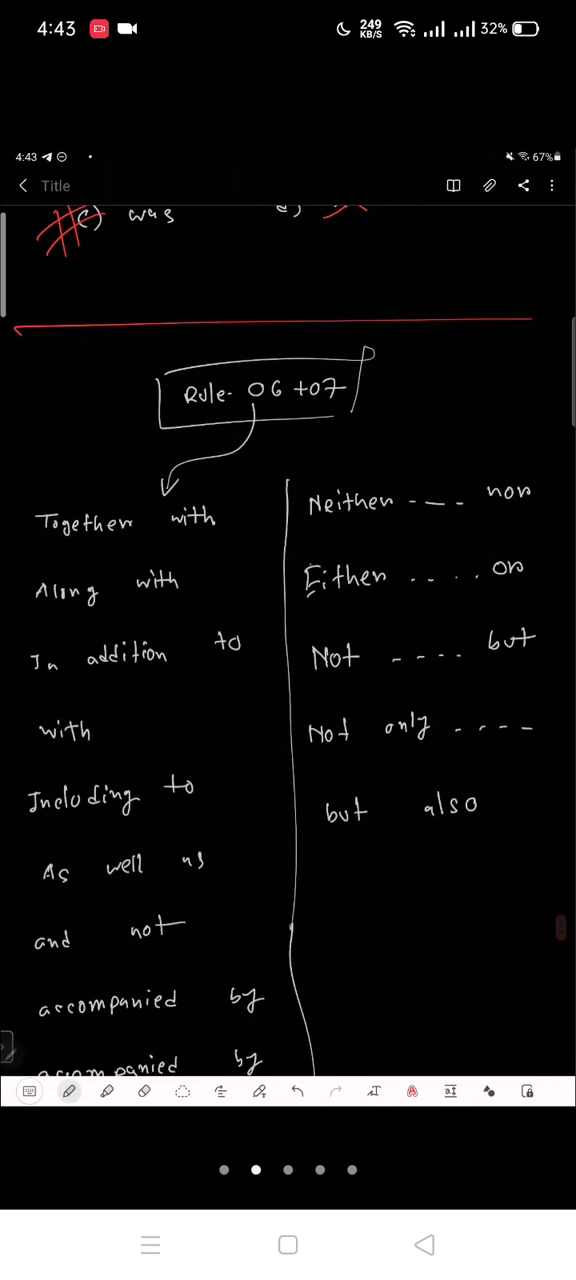 4:43
249 KB/S
32%
4:43
67%
Title
c) was
Rule- 06 +07
Together with
Along with
In addition to
with
Including to
As well as
and not
accompanied by
accompanied by
Neither ---- nor
Either ..... or
Not ---- but
Not only ----
but also